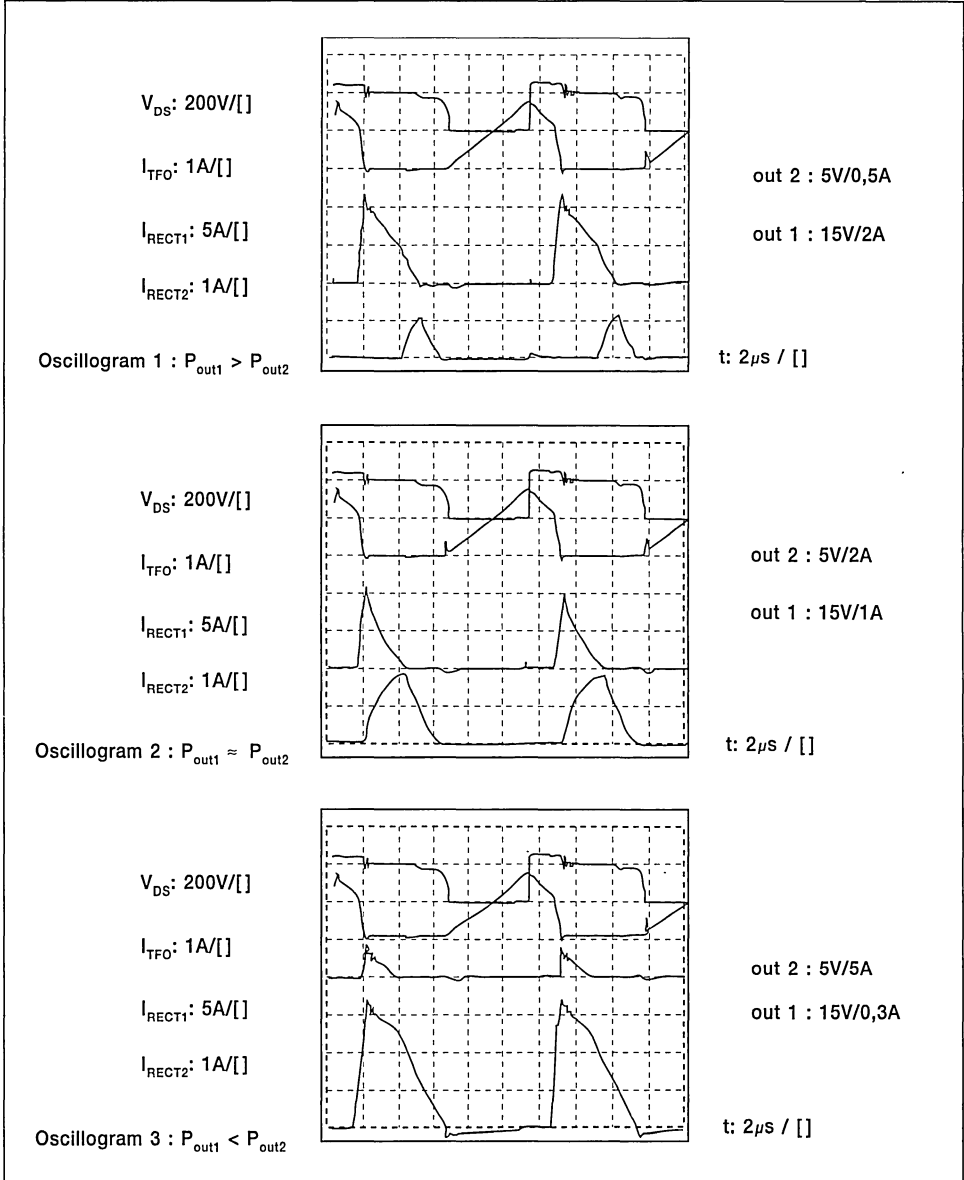 V_DS: 200V/[ ]
I_TFO: 1A/[ ]
out 2 : 5V/0,5A
I_RECT1: 5A/[ ]
out 1 : 15V/2A
I_RECT2: 1A/[ ]
Oscillogram 1 : P_out1 > P_out2
t: 2μs / [ ]
V_DS: 200V/[ ]
I_TFO: 1A/[ ]
out 2 : 5V/2A
I_RECT1: 5A/[ ]
out 1 : 15V/1A
I_RECT2: 1A/[ ]
Oscillogram 2 : P_out1 ≈ P_out2
t: 2μs / [ ]
V_DS: 200V/[ ]
I_TFO: 1A/[ ]
out 2 : 5V/5A
I_RECT1: 5A/[ ]
out 1 : 15V/0,3A
I_RECT2: 1A/[ ]
Oscillogram 3 : P_out1 < P_out2
t: 2μs / [ ]